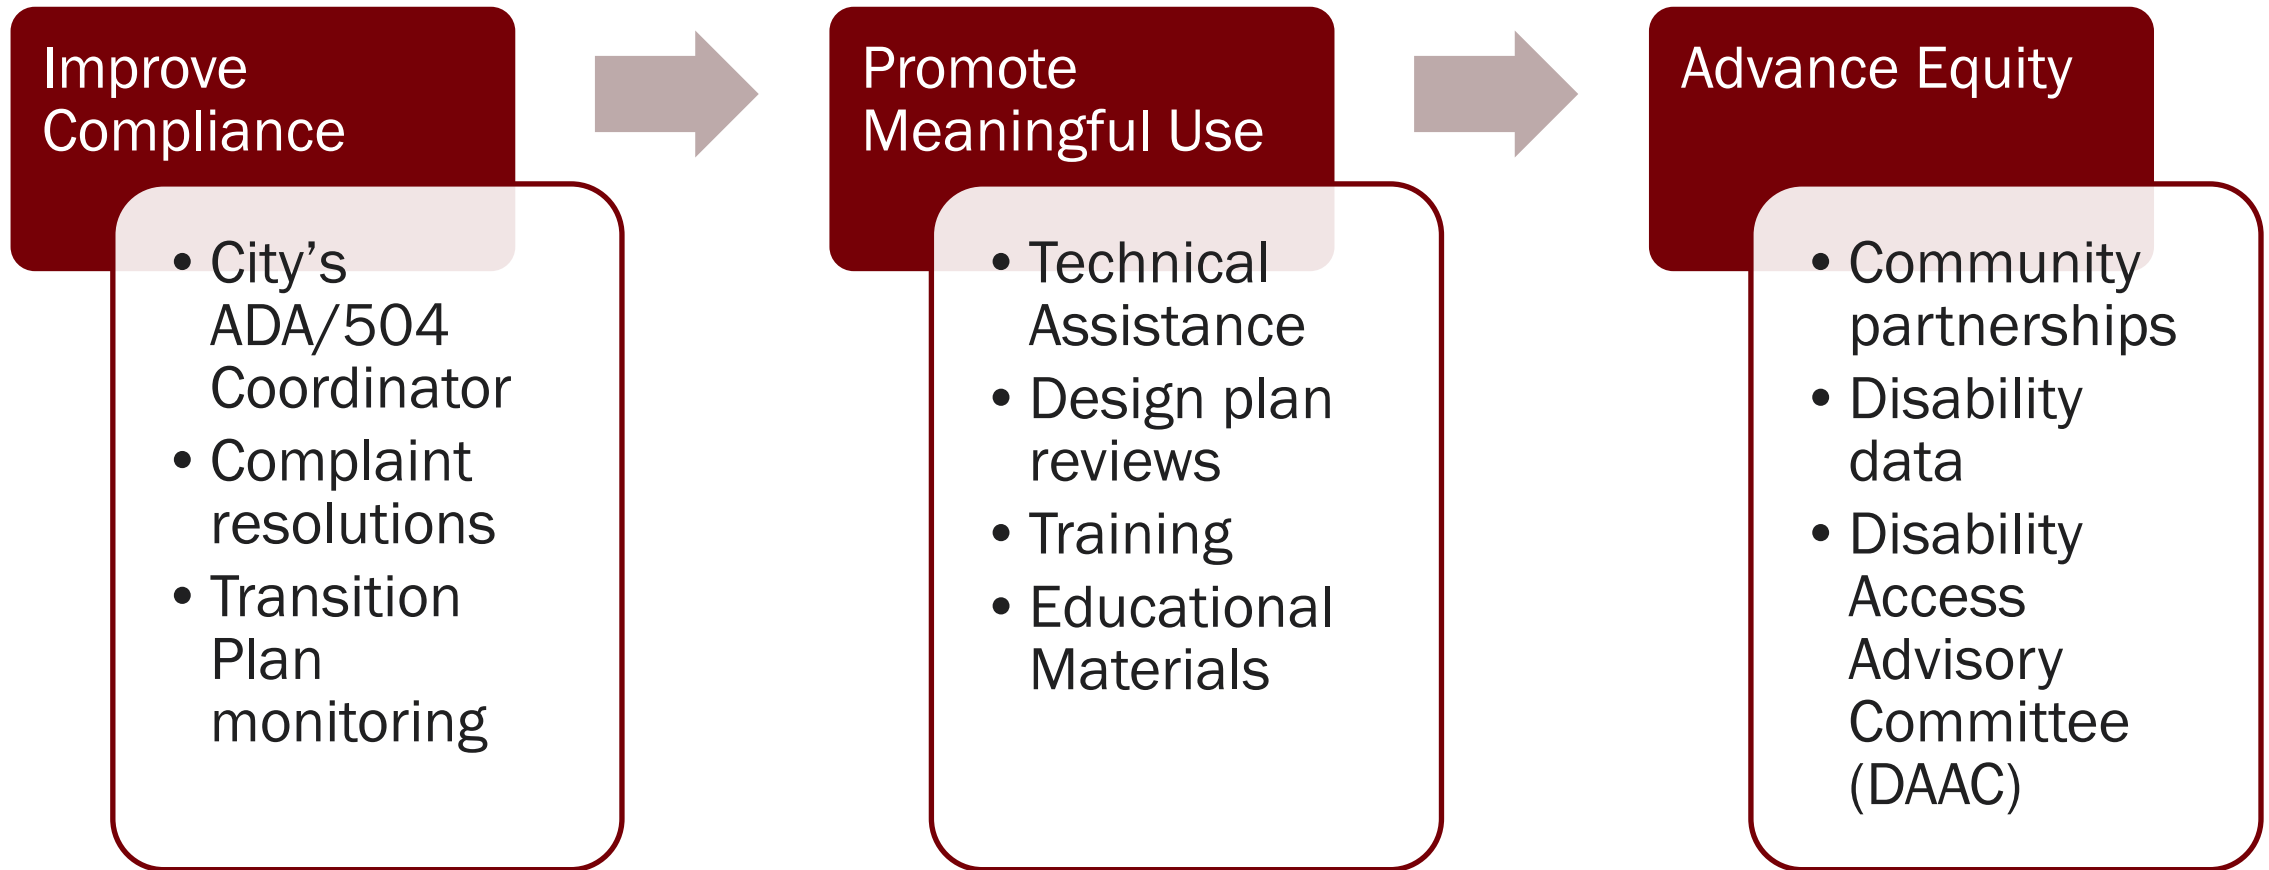 Improve
Compliance
• City’s
ADA/504
Coordinator
• Complaint
resolutions
• Transition
Plan
monitoring
Promote
Meaningful Use
• Technical
Assistance
• Design plan
reviews
• Training
• Educational
Materials
Advance Equity
• Community
partnerships
• Disability
data
• Disability
Access
Advisory
Committee
(DAAC)